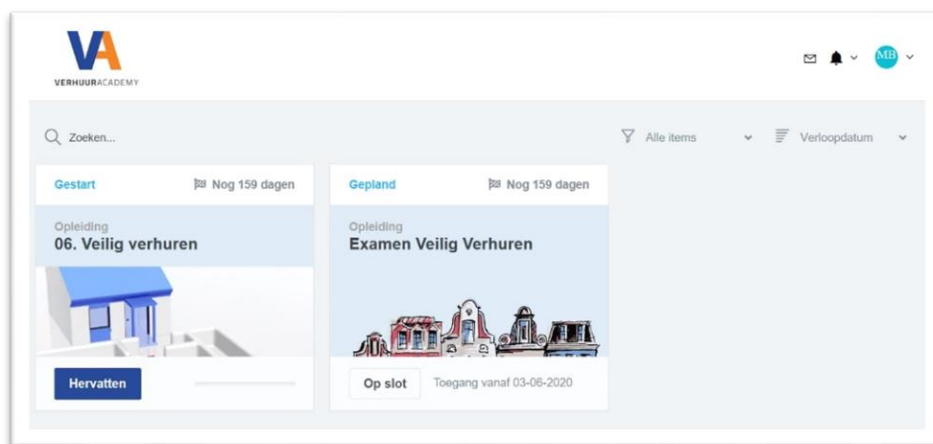 VA
VERHUURACADEMY
MB
Zoeken...
Alle items
Verloopdatum
Gestart
Nog 159 dagen
Opleiding
06. Veilig verhuren
Hervatten
Gepland
Nog 159 dagen
Opleiding
Examen Veilig Verhuren
Op slot
Toegang vanaf 03-06-2020